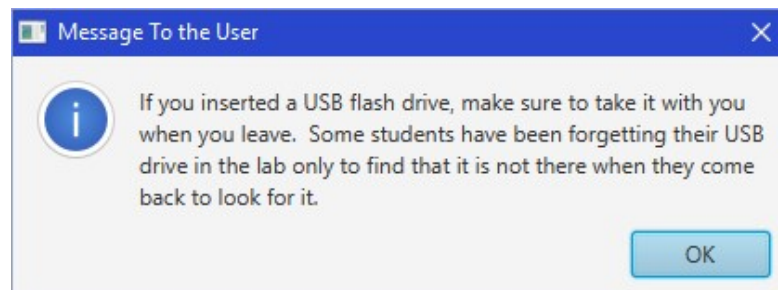 Message To the User
If you inserted a USB flash drive, make sure to take it with you
when you leave.  Some students have been forgetting their USB
drive in the lab only to find that it is not there when they come
back to look for it.
OK